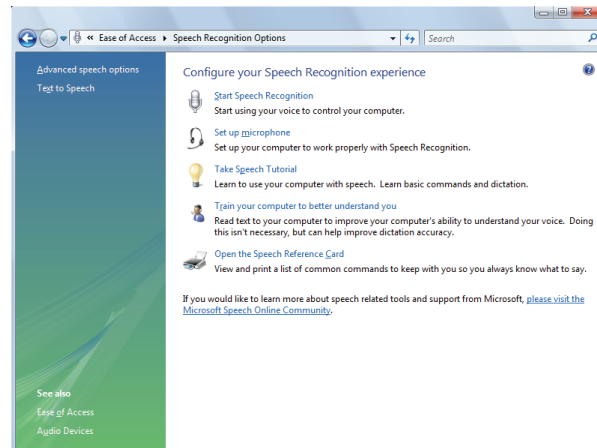 « Ease of Access ▸ Speech Recognition Options
Search
Advanced speech options
Text to Speech
Configure your Speech Recognition experience
Start Speech Recognition
Start using your voice to control your computer.
Set up microphone
Set up your computer to work properly with Speech Recognition.
Take Speech Tutorial
Learn to use your computer with speech. Learn basic commands and dictation.
Train your computer to better understand you
Read text to your computer to improve your computer's ability to understand your voice. Doing
this isn't necessary, but can help improve dictation accuracy.
Open the Speech Reference Card
View and print a list of common commands to keep with you so you always know what to say.
If you would like to learn more about speech related tools and support from Microsoft, please visit the
Microsoft Speech Online Community.
See also
Ease of Access
Audio Devices